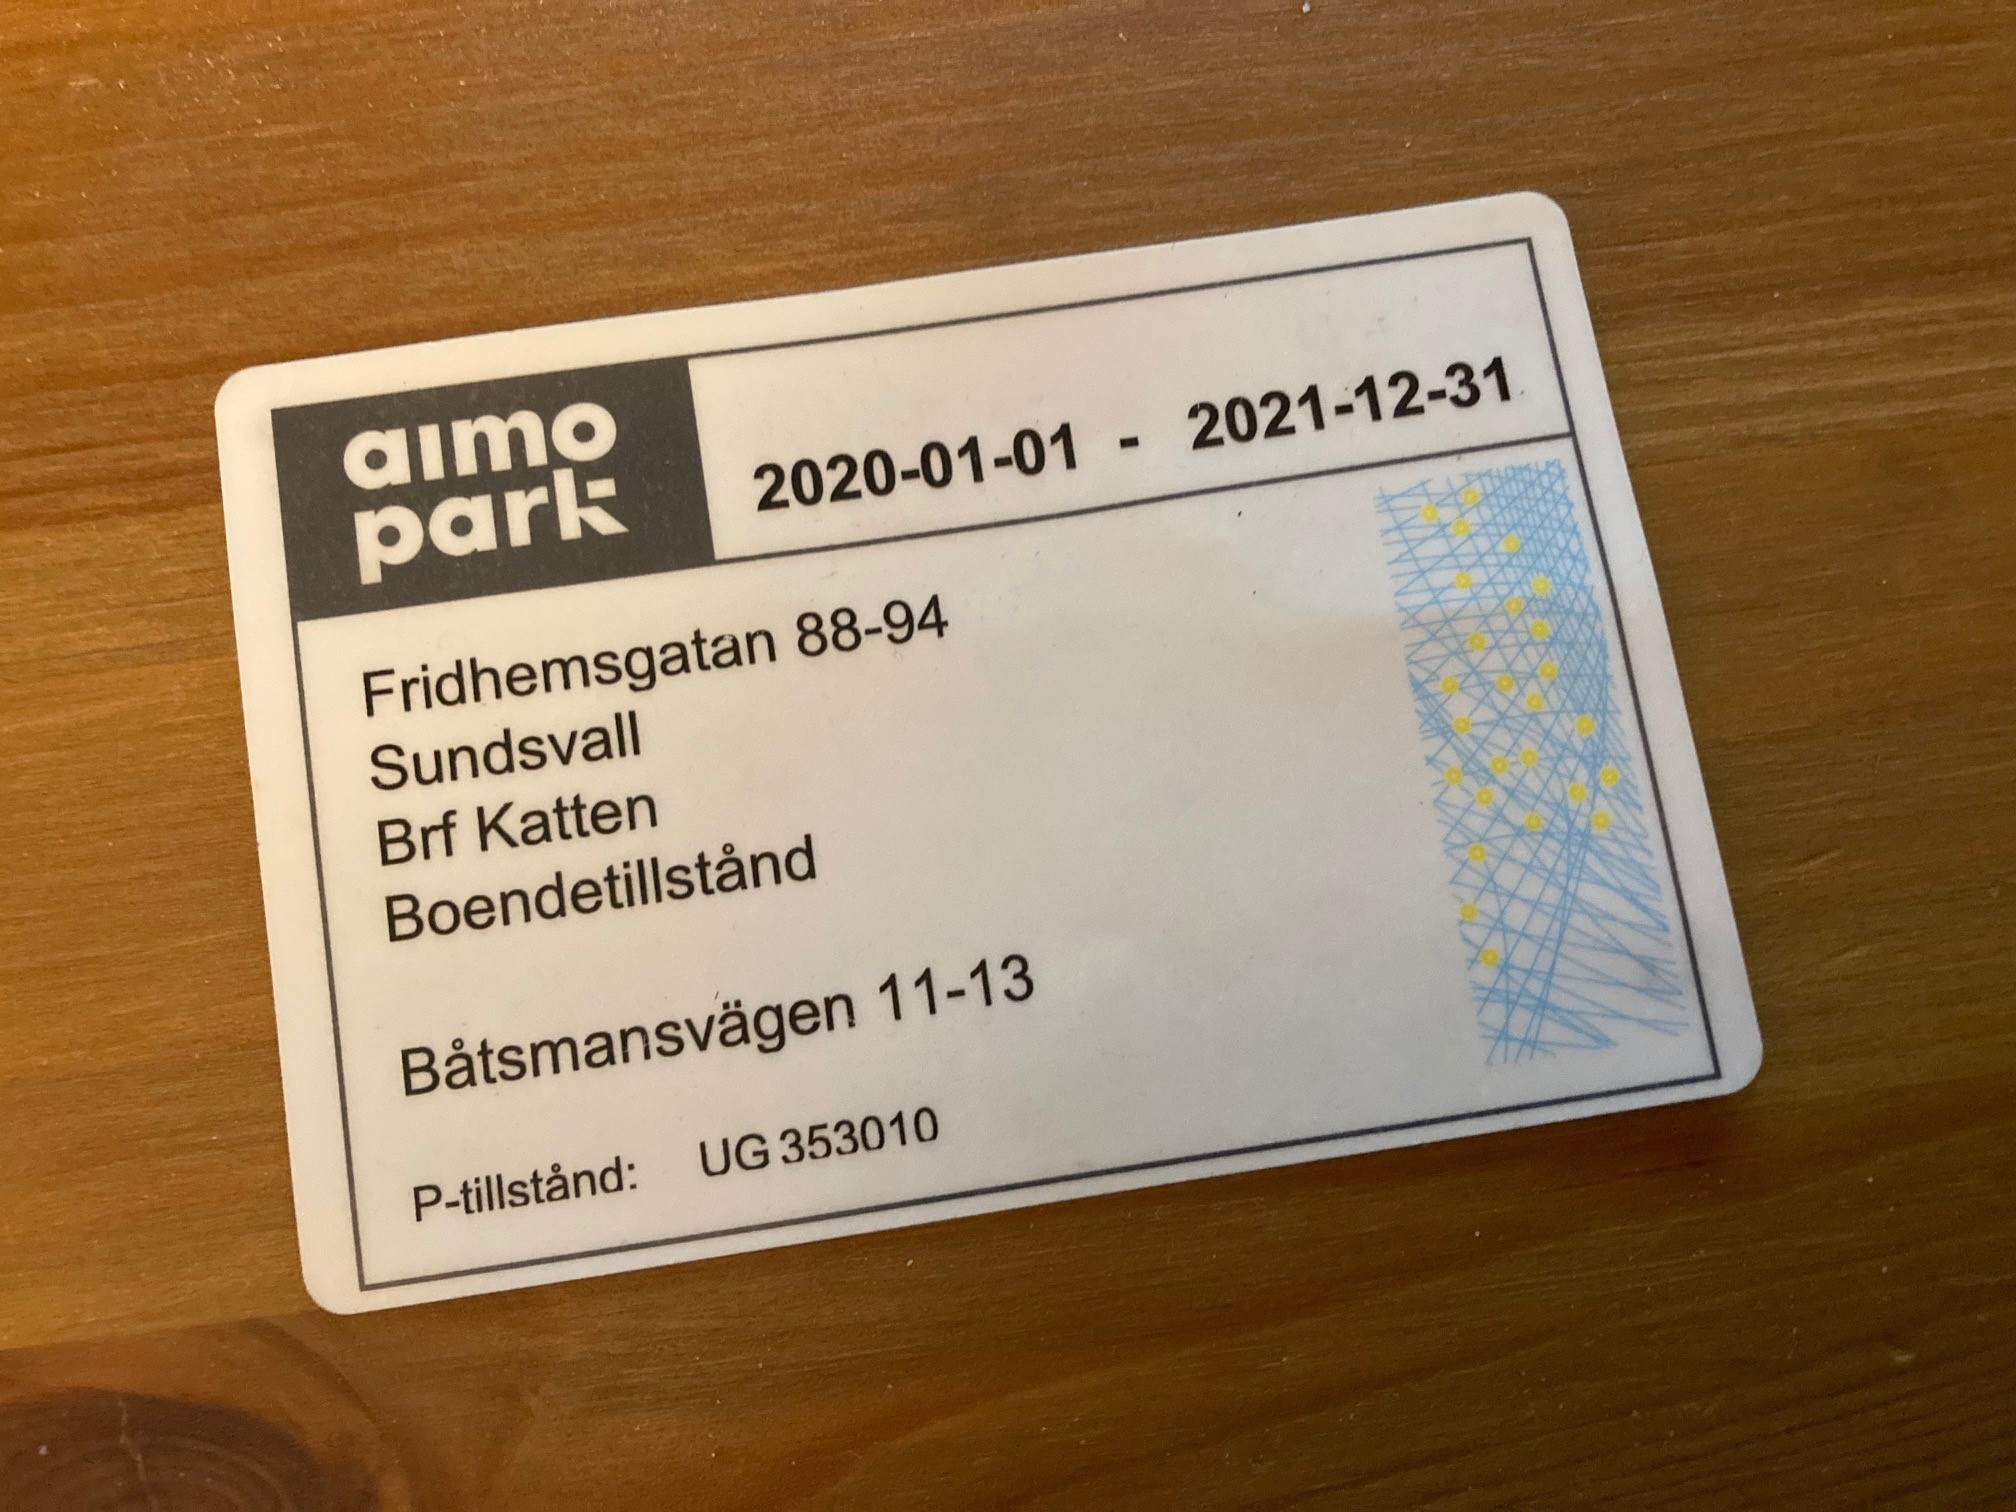 aimo
park
2020-01-01 - 2021-12-31
Fridhemsgatan 88-94
Sundsvall
Brf Katten
Boendetillstånd
Båtsmansvägen 11-13
P-tillstånd: UG 353010